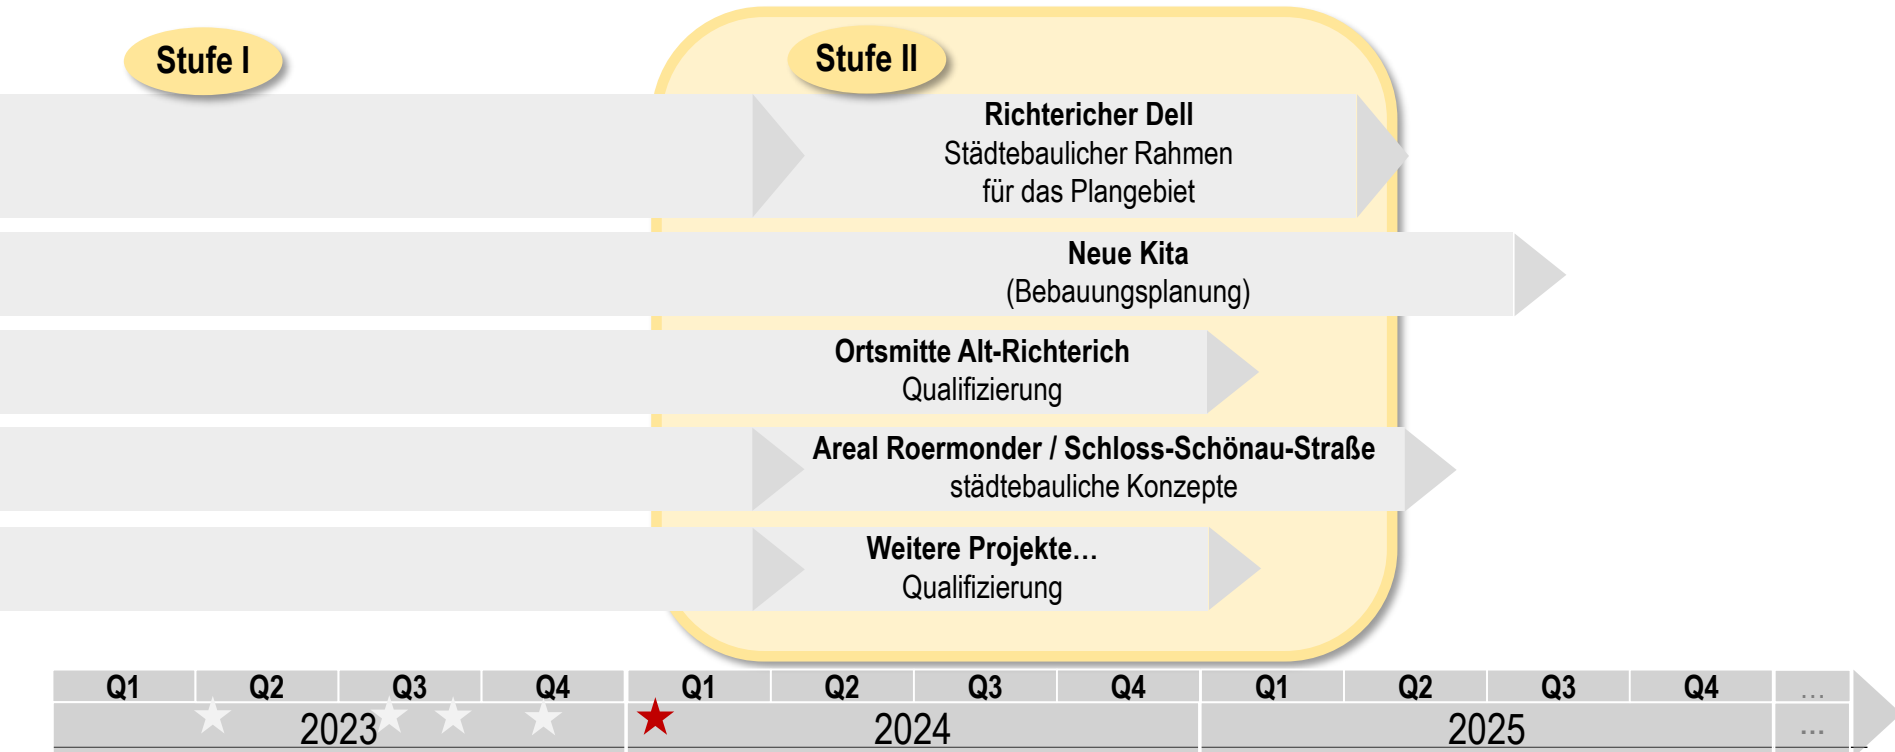 Stufe I
Stufe II
Richtericher Dell
Städtebaulicher Rahmen
für das Plangebiet
Neue Kita
(Bebauungsplanung)
Ortsmitte Alt-Richterich
Qualifizierung
Areal Roermonder / Schloss-Schönau-Straße
städtebauliche Konzepte
Weitere Projekte…
Qualifizierung
Q1 Q2 Q3 Q4 Q1 Q2 Q3 Q4 Q1 Q2 Q3 Q4 …
2023 2024 2025 …